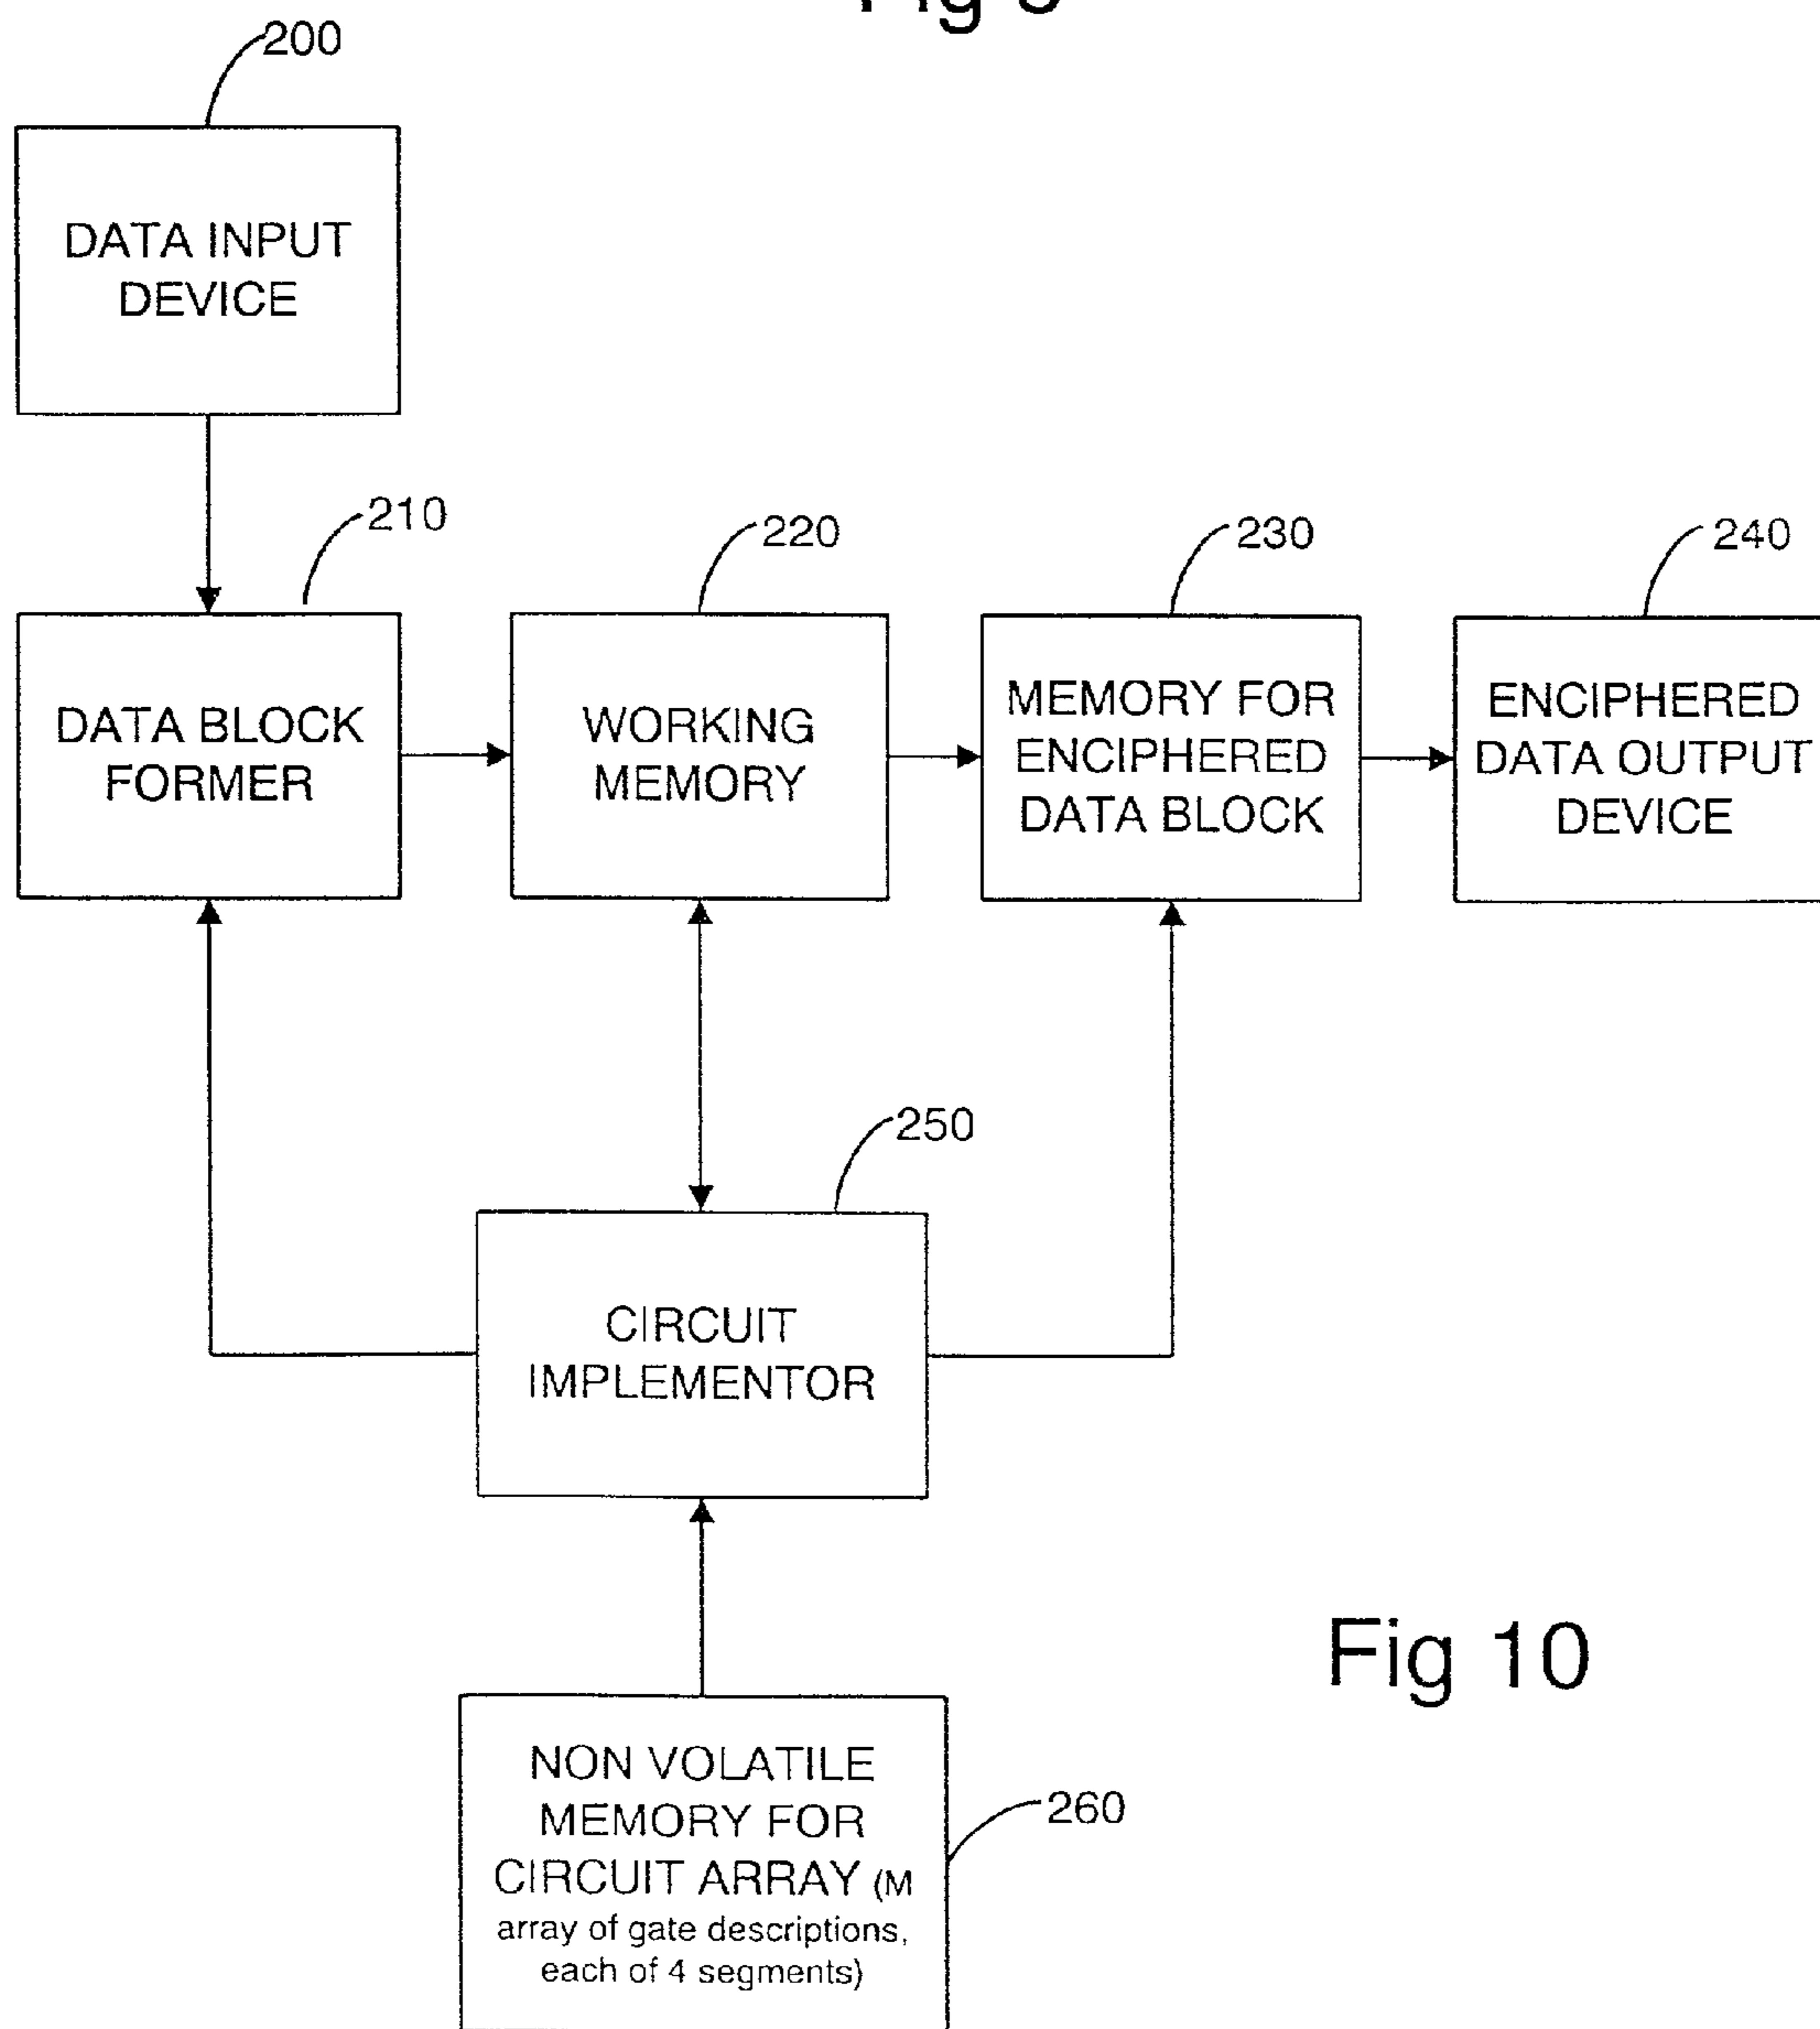 200
DATA INPUT
DEVICE
210
220
230
240
DATA BLOCK
FORMER
WORKING
MEMORY
MEMORY FOR
ENCIPHERED
DATA BLOCK
ENCIPHERED
DATA OUTPUT
DEVICE
250
CIRCUIT
IMPLEMENTOR
Fig 10
NON VOLATILE
MEMORY FOR
CIRCUIT ARRAY (M
array of gate descriptions,
each of 4 segments)
260